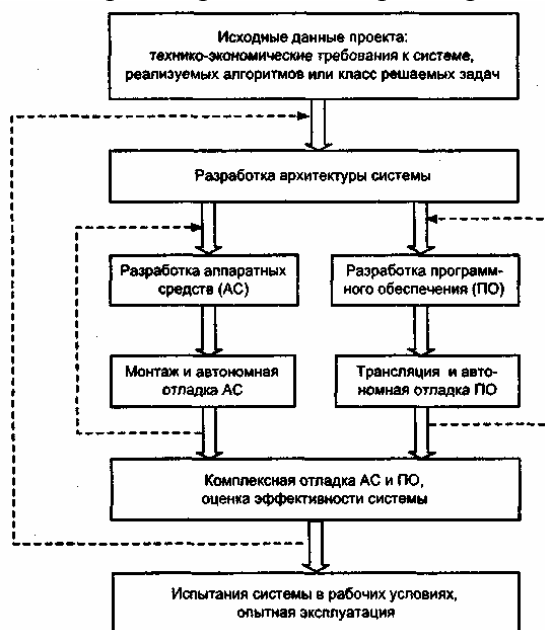 Исходные данные проекта:
технико-экономические требования к системе,
реализуемых алгоритмов или класс решаемых задач
Разработка архитектуры системы
Разработка аппаратных
средств (АС)
Разработка программ-
ного обеспечения (ПО)
Монтаж и автономная
отладка АС
Трансляция и авто-
номная отладка ПО
Комплексная отладка АС и ПО,
оценка эффективности системы
Испытания системы в рабочих условиях,
опытная эксплуатация